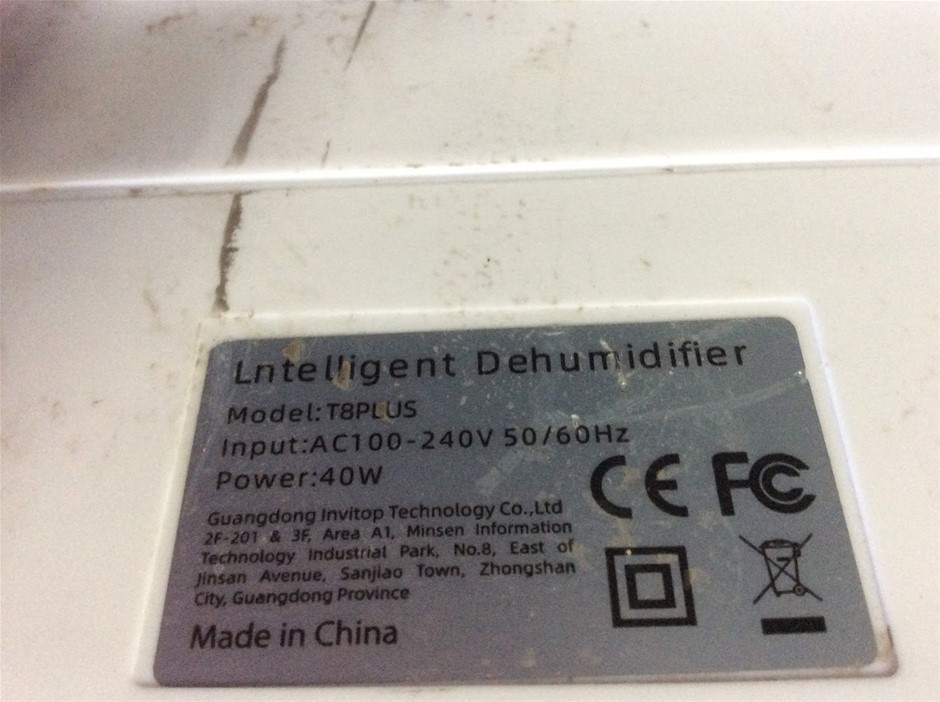 Lntelligent Dehumidifier
Model:T8PLUS
Input:AC100-240V 50/60Hz
Power:40W
CE FC
Guangdong Invitop Technology Co.,Ltd
2F-201 & 3F, Area A1, Minsen Information
Technology Industrial Park, No.8, East of
Jinsan Avenue, Sanjiao Town, Zhongshan
City, Guangdong Province
Made in China